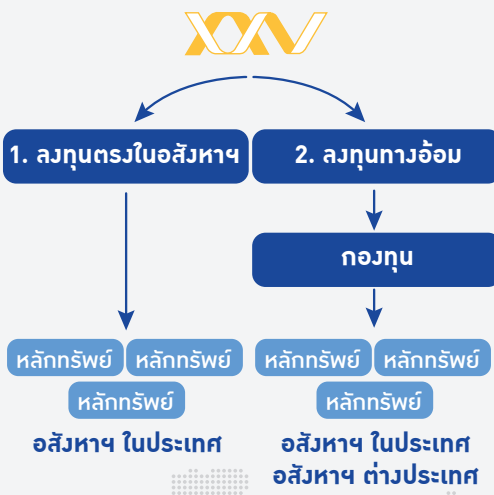 1. ลงทุนตรงในอสังหาฯ
2. ลงทุนทางอ้อม
กองทุน
หลักทรัพย์ หลักทรัพย์
หลักทรัพย์
อสังหาฯ ในประเทศ
หลักทรัพย์ หลักทรัพย์
หลักทรัพย์
อสังหาฯ ในประเทศ
อสังหาฯ ต่างประเทศ